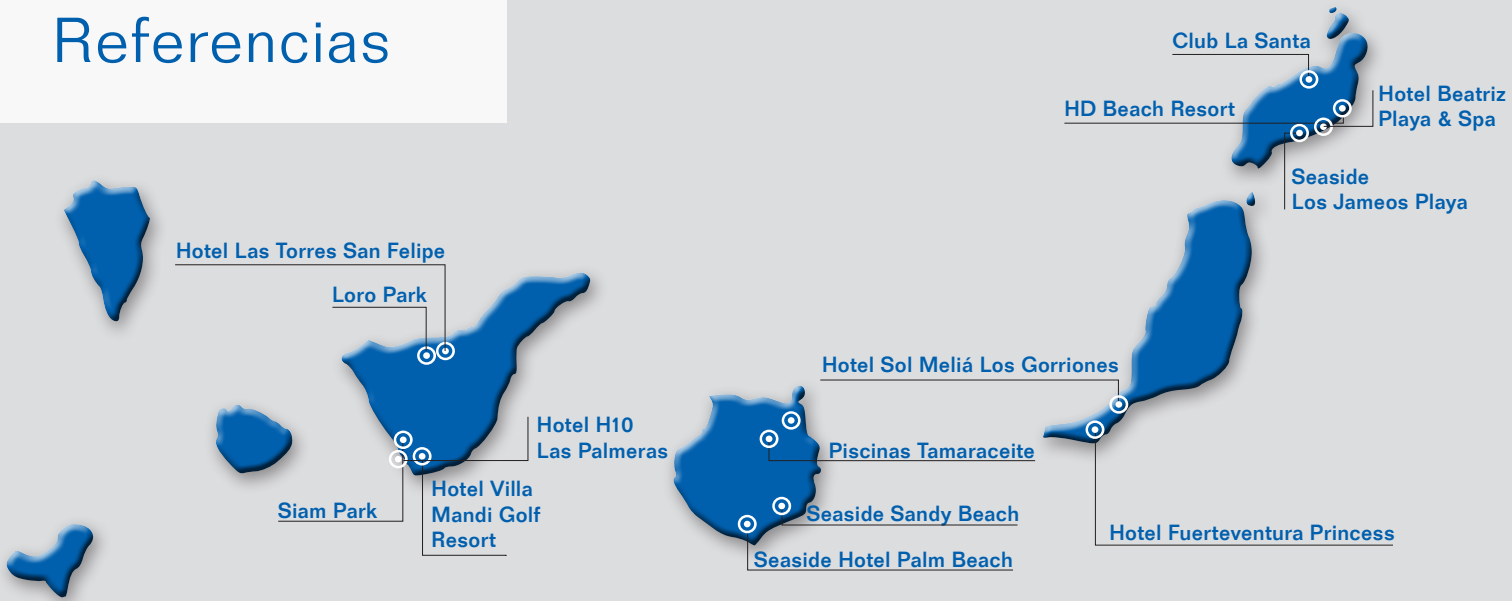 Referencias
Club La Santa
HD Beach Resort
Hotel Beatriz
Playa & Spa
Seaside
Los Jameos Playa
Hotel Las Torres San Felipe
Loro Park
Hotel Sol Meliá Los Gorriones
Hotel H10
Las Palmeras
Piscinas Tamaraceite
Siam Park
Hotel Villa
Mandi Golf
Resort
Seaside Sandy Beach
Hotel Fuerteventura Princess
Seaside Hotel Palm Beach